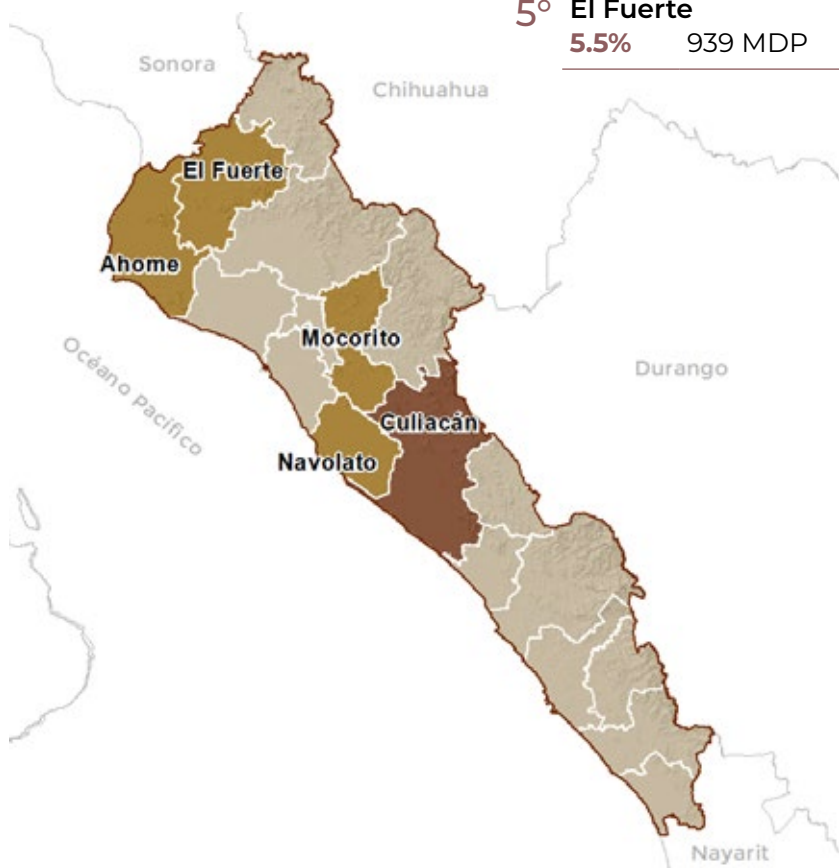 5° El Fuerte
5.5% 939 MDP
Sonora
Chihuahua
El Fuerte
Ahome
Mocorito
Océano Pacífico
Durango
Culiacán
Navolato
Nayarit